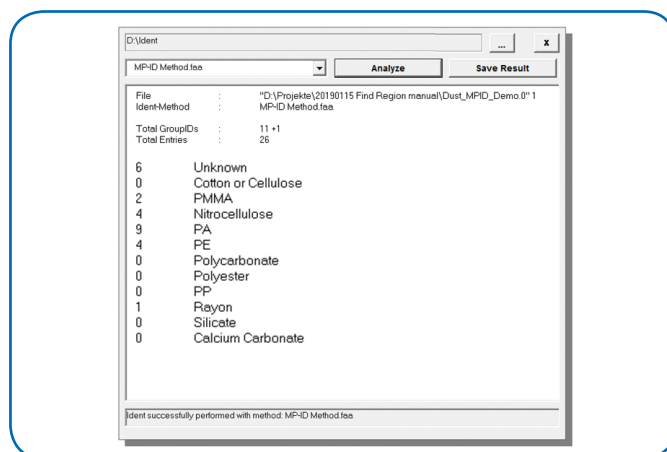 D:\Ident
... x
MP-ID Method.faa Analyze Save Result
File : "D:\Projekte\20190115 Find Region manual\Dust_MPID_Demo.0" 1
Ident-Method : MP-ID Method.faa
Total GroupIDs : 11 +1
Total Entries : 26
6 Unknown
0 Cotton or Cellulose
2 PMMA
4 Nitrocellulose
9 PA
4 PE
0 Polycarbonate
0 Polyester
0 PP
1 Rayon
0 Silicate
0 Calcium Carbonate
Ident successfully performed with method: MP-ID Method.faa